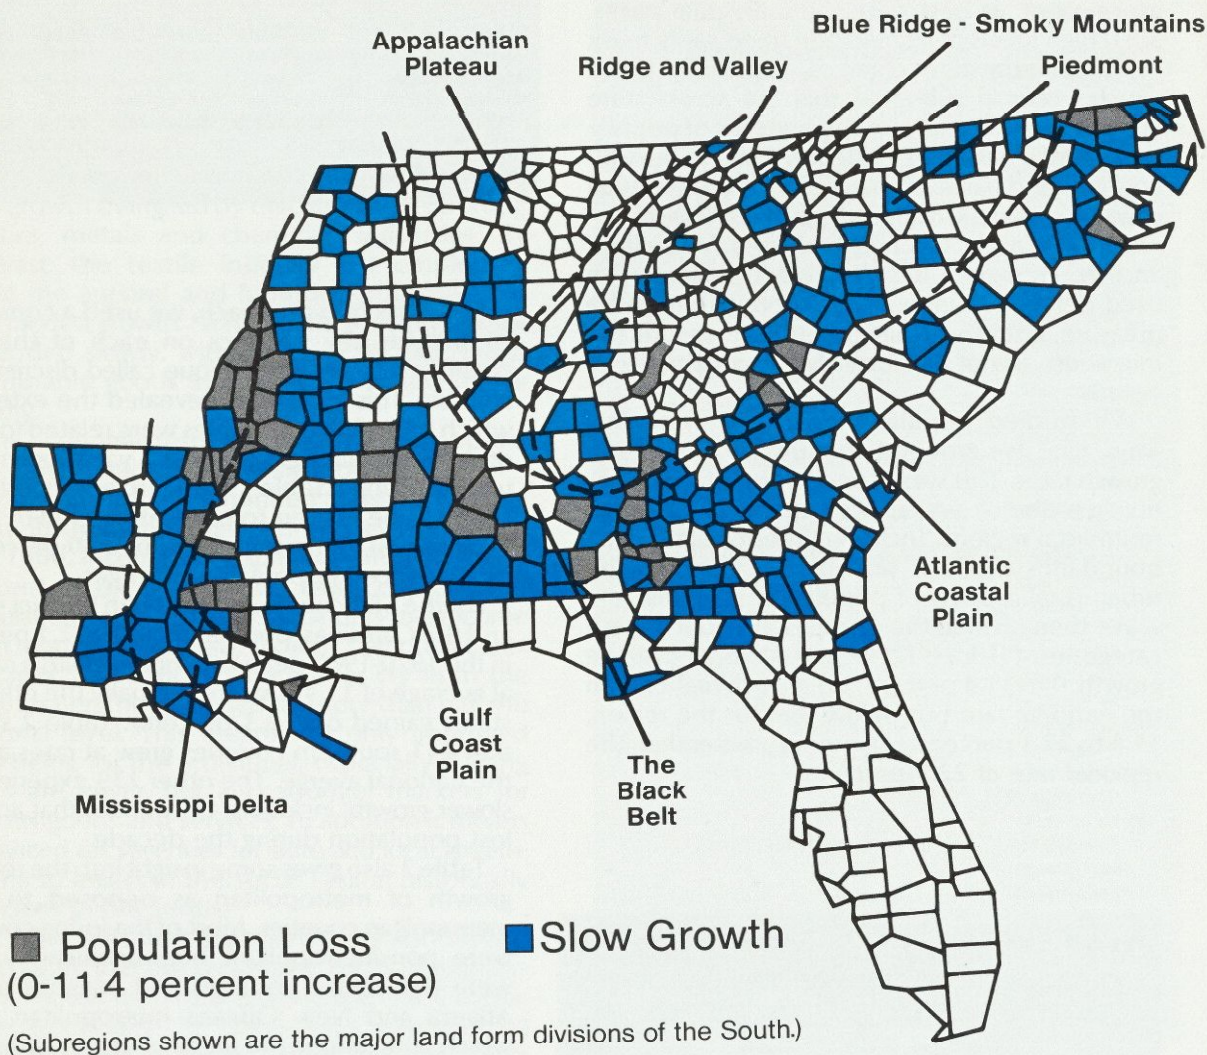 Blue Ridge - Smoky Mountains
Appalachian
Plateau
Ridge and Valley
Piedmont
Atlantic
Coastal
Plain
Gulf
Coast
Plain
The
Black
Belt
Mississippi Delta
Population Loss
(0-11.4 percent increase)
Slow Growth
(Subregions shown are the major land form divisions of the South.)